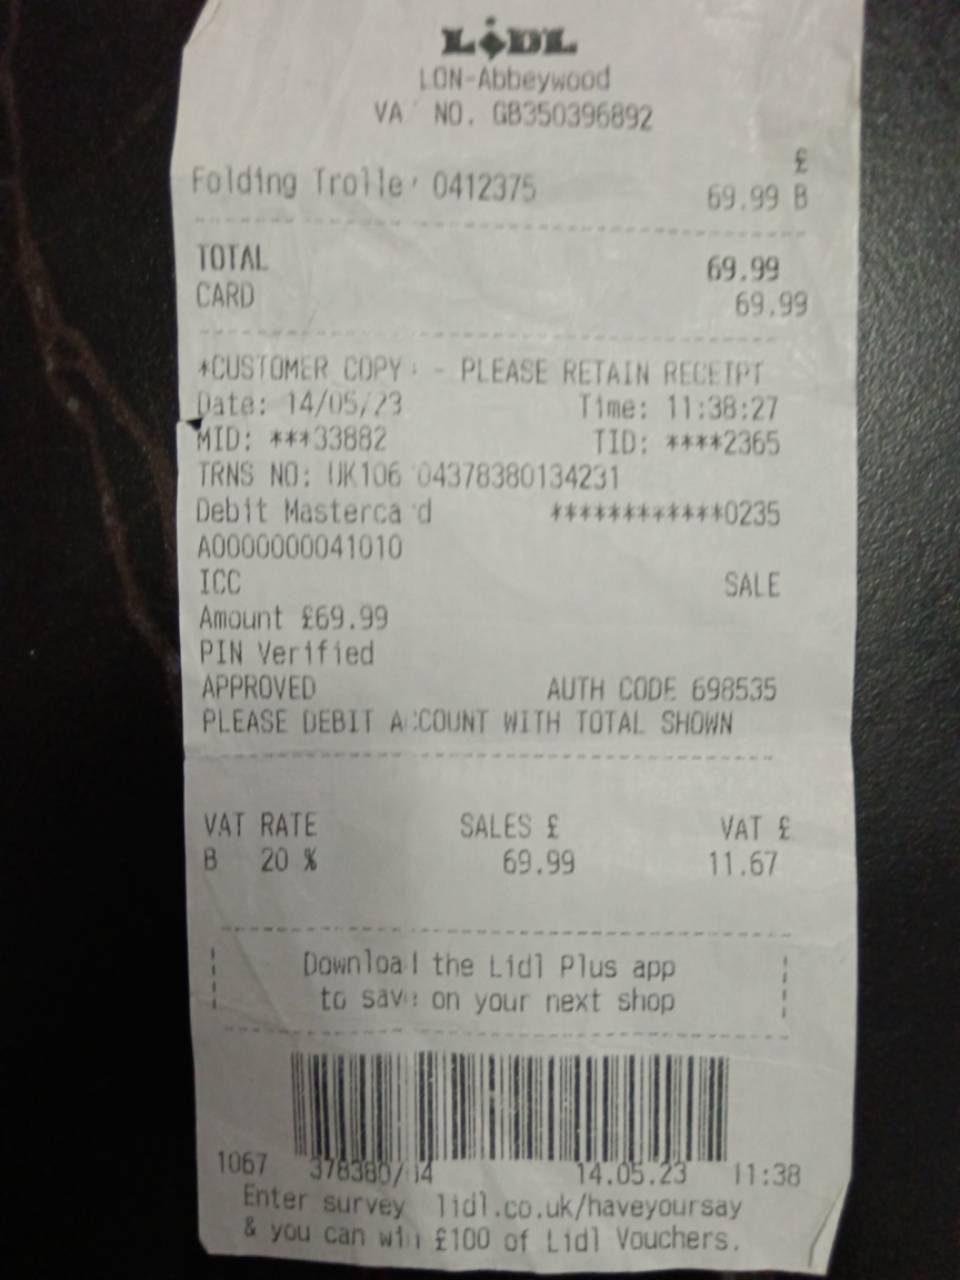 LiDL
LON-Abbeywood
VA NO. GB350396892
£
Folding Trolle 0412375 69.99 B
TOTAL 69.99
CARD 69.99
*CUSTOMER COPY - PLEASE RETAIN RECEIPT
Date: 14/05/23 Time: 11:38:27
MID: ***33882 TID: ****2365
TRNS NO: UK106 04378380134231
Debit Masterca d ************0235
A0000000041010
ICC SALE
Amount £69.99
PIN Verified
APPROVED AUTH CODE 698535
PLEASE DEBIT A COUNT WITH TOTAL SHOWN
VAT RATE SALES £ VAT £
B 20 % 69.99 11.67
Download the Lidl Plus app
to save on your next shop
1067 378380/ 14 14.05.23 11:38
Enter survey lidl.co.uk/haveyoursay
& you can win £100 of Lidl Vouchers.